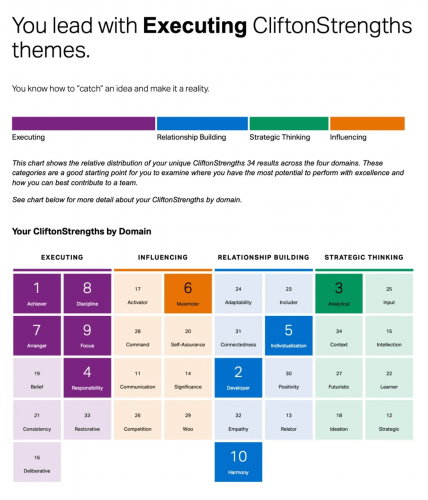 You lead with Executing CliftonStrengths
themes.
You know how to "catch" an idea and make it a reality.
Executing Relationship Building Strategic Thinking Influencing
This chart shows the relative distribution of your unique CliftonStrengths 34 results across the four domains. These
categories are a good starting point for you to examine where you have the most potential to perform with excellence and
how you can best contribute to a team.
See chart below for more detail about your CliftonStrengths by domain.
Your CliftonStrengths by Domain
EXECUTING INFLUENCING RELATIONSHIP BUILDING STRATEGIC THINKING
1 8 17 6 24 23 3 25
Achiever Discipline Activator Maximizer Adaptability Includer Analytical Input
7 9 28 20 31 5 34 15
Arranger Focus Command Self-Assurance Connectedness Individualization Context Intellection
19 4 11 14 2 30 27 22
Belief Responsibility Communication Significance Developer Positivity Futuristic Learner
21 33 26 29 32 13 18 12
Consistency Restorative Competition Woo Empathy Relator Ideation Strategic
16 10
Deliberative Harmony